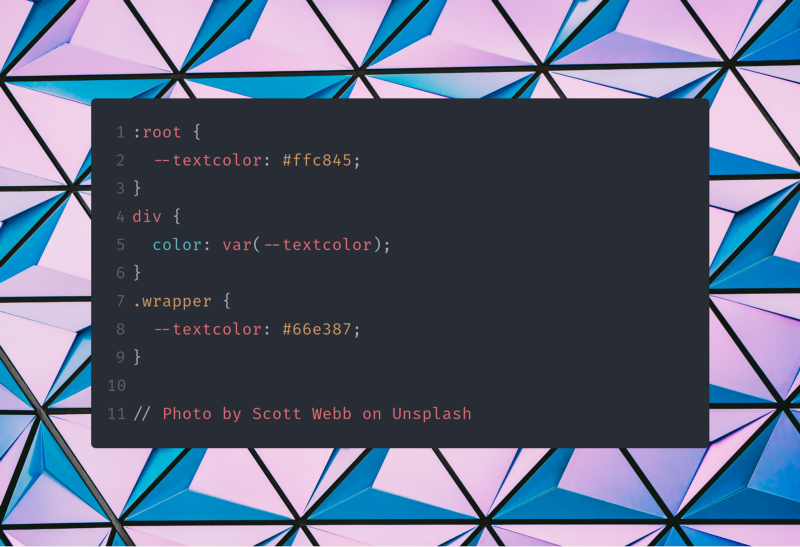 1 :root {
2   --textcolor: #ffc845;
3 }
4 div {
5   color: var(--textcolor);
6 }
7 .wrapper {
8   --textcolor: #66e387;
9 }
10
11 // Photo by Scott Webb on Unsplash